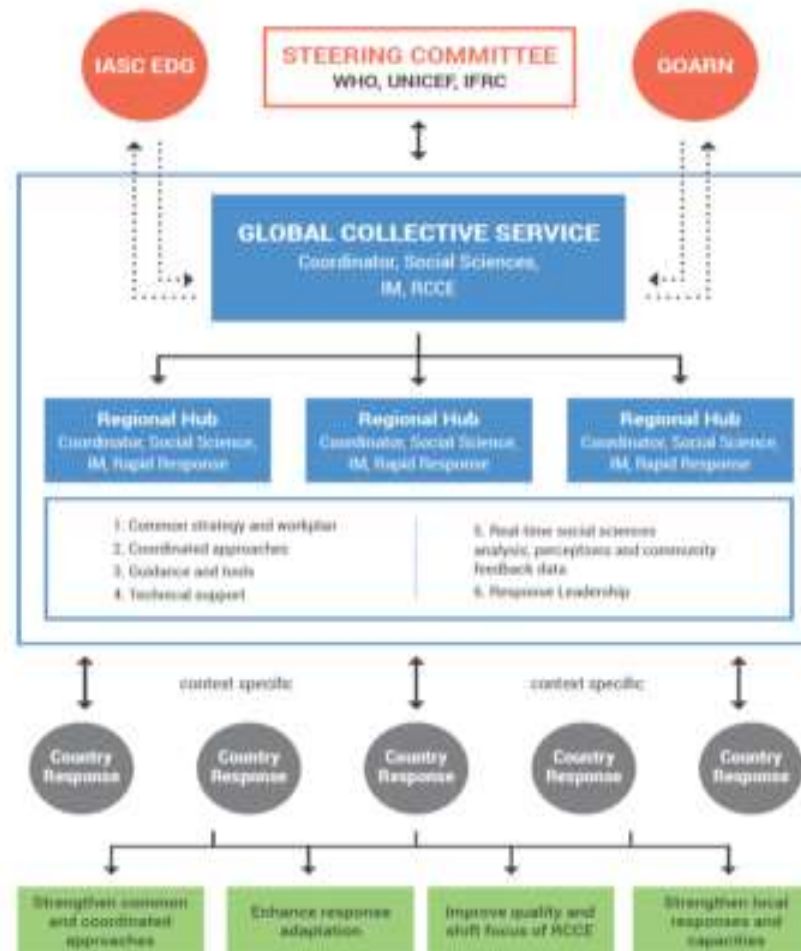 IASC EDG
STEERING COMMITTEE
WHO, UNICEF, IFRC
GOARN
GLOBAL COLLECTIVE SERVICE
Coordinator, Social Sciences,
IM, RCCE
Regional Hub
Coordinator, Social Science,
IM, Rapid Response
Regional Hub
Coordinator, Social Science,
IM, Rapid Response
Regional Hub
Coordinator, Social Science,
IM, Rapid Response
1. Common strategy and workplan
2. Coordinated approaches
3. Guidance and tools
4. Technical support
5. Real-time social sciences
analysis, perceptions and community
feedback data
6. Response Leadership
context specific
context specific
Country
Response
Country
Response
Country
Response
Country
Response
Country
Response
Strengthen common
and coordinated
approaches
Enhance response
adaptation
Improve quality and
shift focus of RCCE
Strengthen local
responses and
capacities